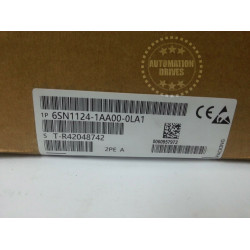 AUTOMATION
DRIVES
1P 6SN1124-1AA00-0LA1
S T-R42048742
2PE A